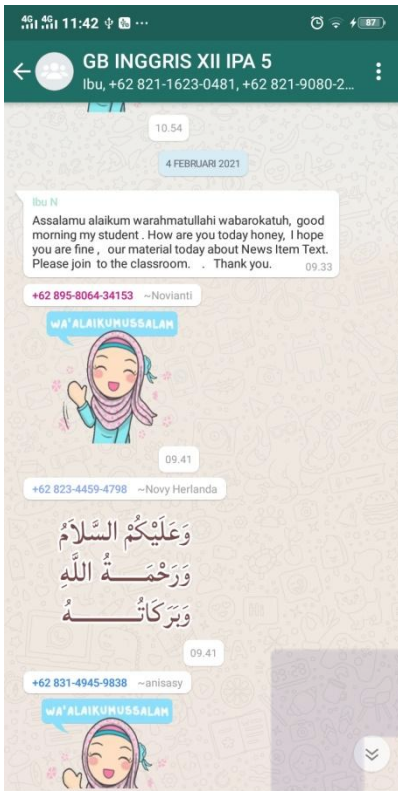 4G 4G 11:42 87
GB INGGRIS XII IPA 5
Ibu, +62 821-1623-0481, +62 821-9080-2...
10.54
4 FEBRUARI 2021
Ibu N
Assalamu alaikum warahmatullahi wabarokatuh, good
morning my student . How are you today honey, I hope
you are fine , our material today about News Item Text.
Please join to the classroom. . Thank you. 09.33
+62 895-8064-34153 ~Novianti
WA'ALAIKUMUSSALAM
09.41
+62 823-4459-4798 ~Novy Herlanda
وَعَلَيْكُمْ السَّلاَمُ
وَرَحْمَـــةُ اللَّهِ
وَبَرَكَاتُـــــهُ
09.41
+62 831-4945-9838 ~anisasy
WA'ALAIKUMUSSALAM